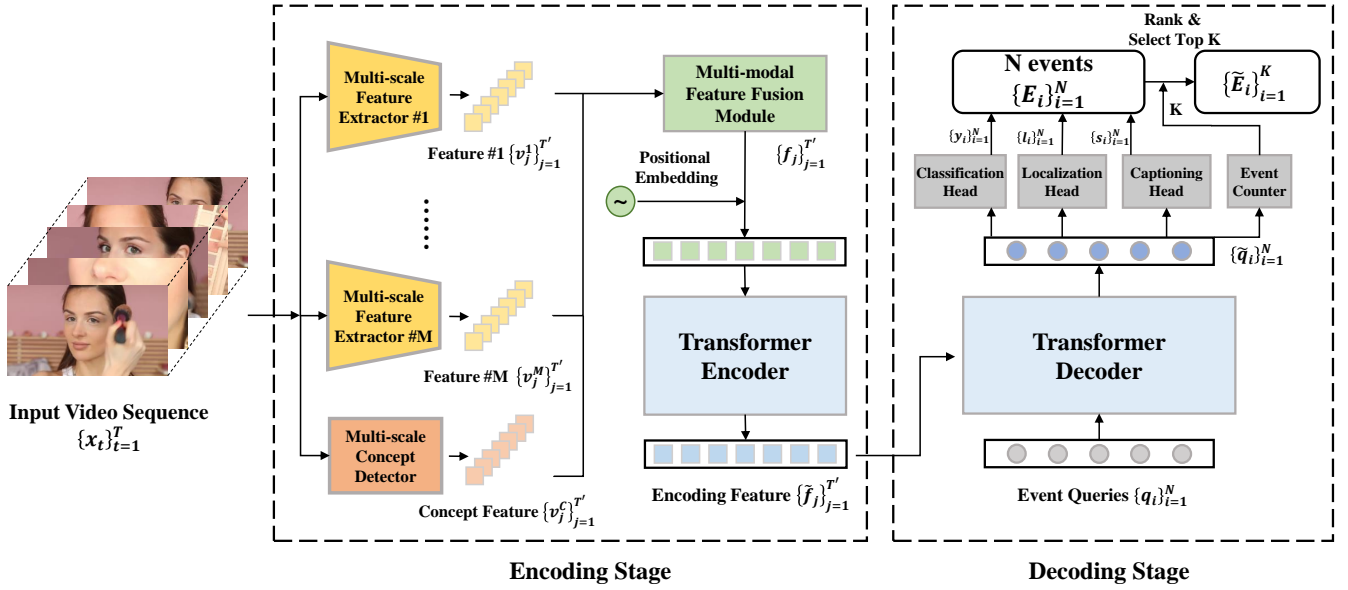 Input Video Sequence
{x_t}_{t=1}^{T}
Multi-scale
Feature
Extractor #1
Feature #1 {v_j^1}_{j=1}^{T'}
Multi-scale
Feature
Extractor #M
Feature #M {v_j^M}_{j=1}^{T'}
Multi-scale
Concept
Detector
Concept Feature {v_j^C}_{j=1}^{T'}
Multi-modal
Feature Fusion
Module
{f_j}_{j=1}^{T'}
Positional
Embedding
~
Transformer
Encoder
Encoding Feature {f̃_j}_{j=1}^{T'}
Encoding Stage
Rank &
Select Top K
N events
{E_i}_{i=1}^{N}
{Ẽ_i}_{i=1}^{K}
K
{y_i}_{i=1}^{N}
{l_i}_{i=1}^{N}
{s_i}_{i=1}^{N}
Classification
Head
Localization
Head
Captioning
Head
Event
Counter
{q̃_i}_{i=1}^{N}
Transformer
Decoder
Event Queries {q_i}_{i=1}^{N}
Decoding Stage